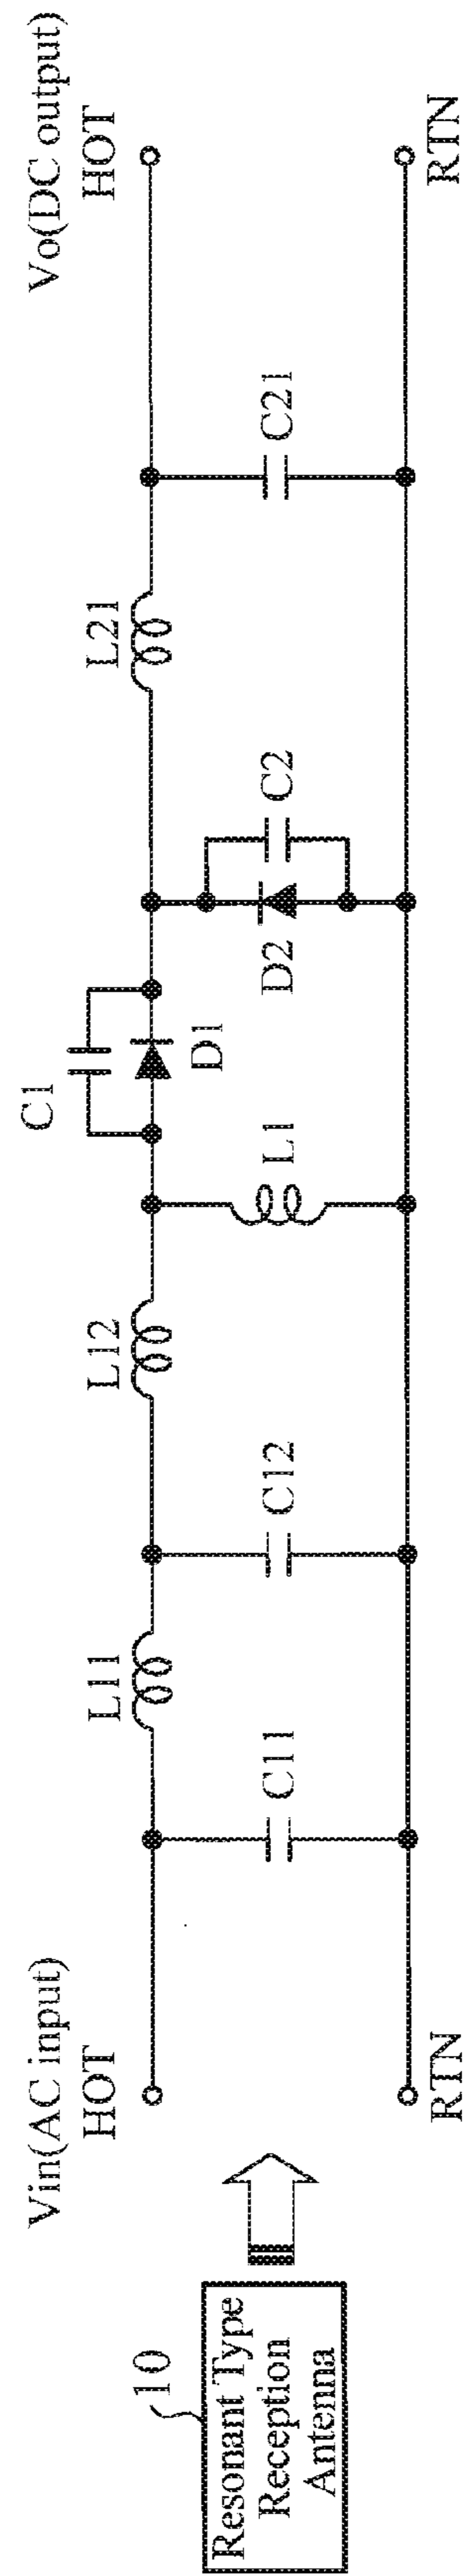 10
Resonant Type
Reception
Antenna
Vin(AC input)
HOT
RTN
C11
L11
C12
L12
L1
C1
D1
D2
C2
L21
C21
Vo(DC output)
HOT
RTN